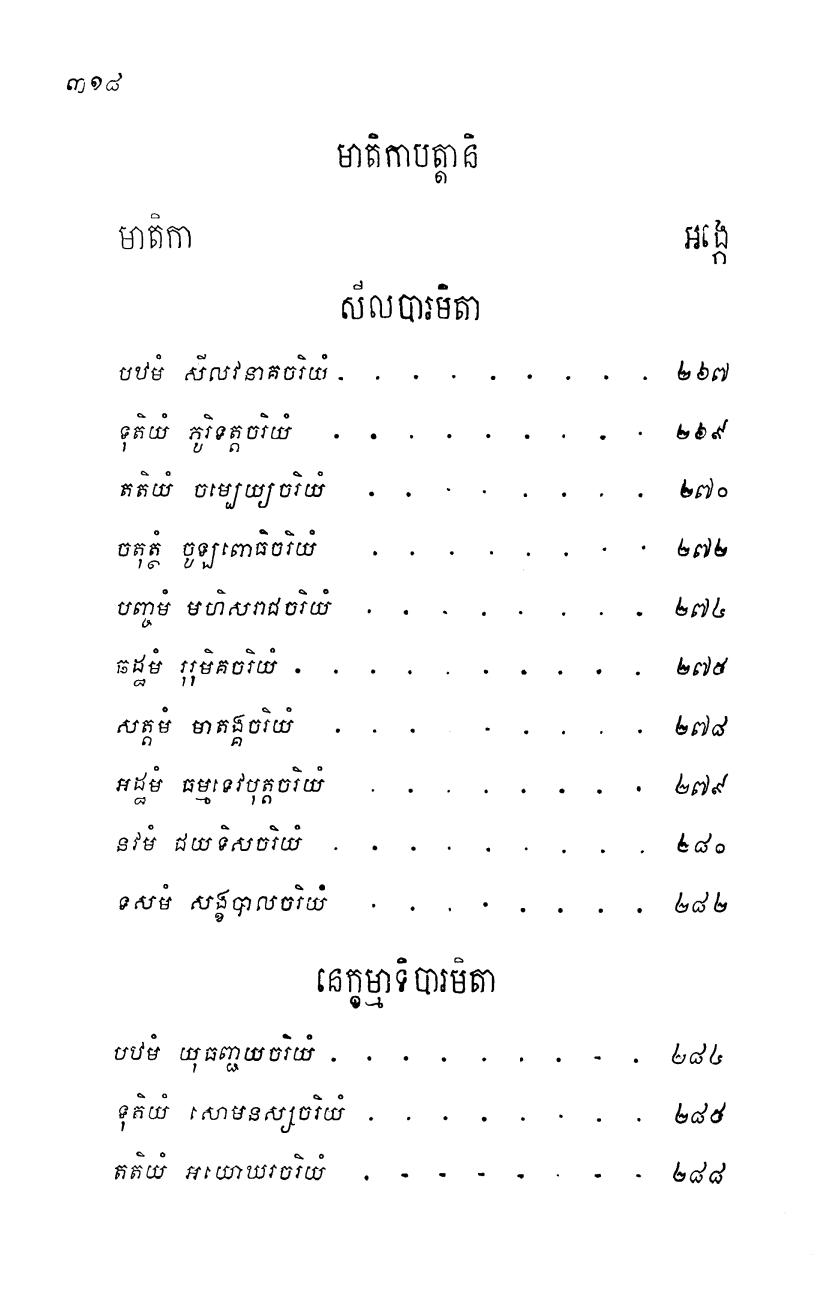 ៣១៨
មាតិកាបត្តានិ
មាតិកា អង្កេ
សីលបារមិតា
បឋមំ សីលវនាគចរិយំ . . . . . . . . . ២៦៧
ទុតិយំ ភូរិទត្តចរិយំ . . . . . . . . . ២៦៩
តតិយំ ចម្បេយ្យចរិយំ . . . . . . . . ២៧០
ចតុត្ថំ ចូឡពោធិចរិយំ . . . . . . . . ២៧២
បញ្ចមំ មហិសរាជចរិយំ . . . . . . . . ២៧៤
ឆដ្ឋមំ រុរុមិគចរិយំ . . . . . . . . . . ២៧៥
សត្តមំ មាតង្គចរិយំ . . . . . . . . . ២៧៨
អដ្ឋមំ ធម្មទេវបុត្តចរិយំ . . . . . . . . ២៧៩
នវមំ ជយទិសចរិយំ . . . . . . . . . ២៨០
ទសមំ សង្ខបាលចរិយំ . . . . . . . . ២៨២
នេក្ខម្មាទិបារមិតា
បឋមំ យុធញ្ជយចរិយំ . . . . . . . . . ២៨៤
ទុតិយំ សោមនស្សចរិយំ . . . . . . . . ២៨៥
តតិយំ អយោឃរចរិយំ . . . . . . . . ២៨៨